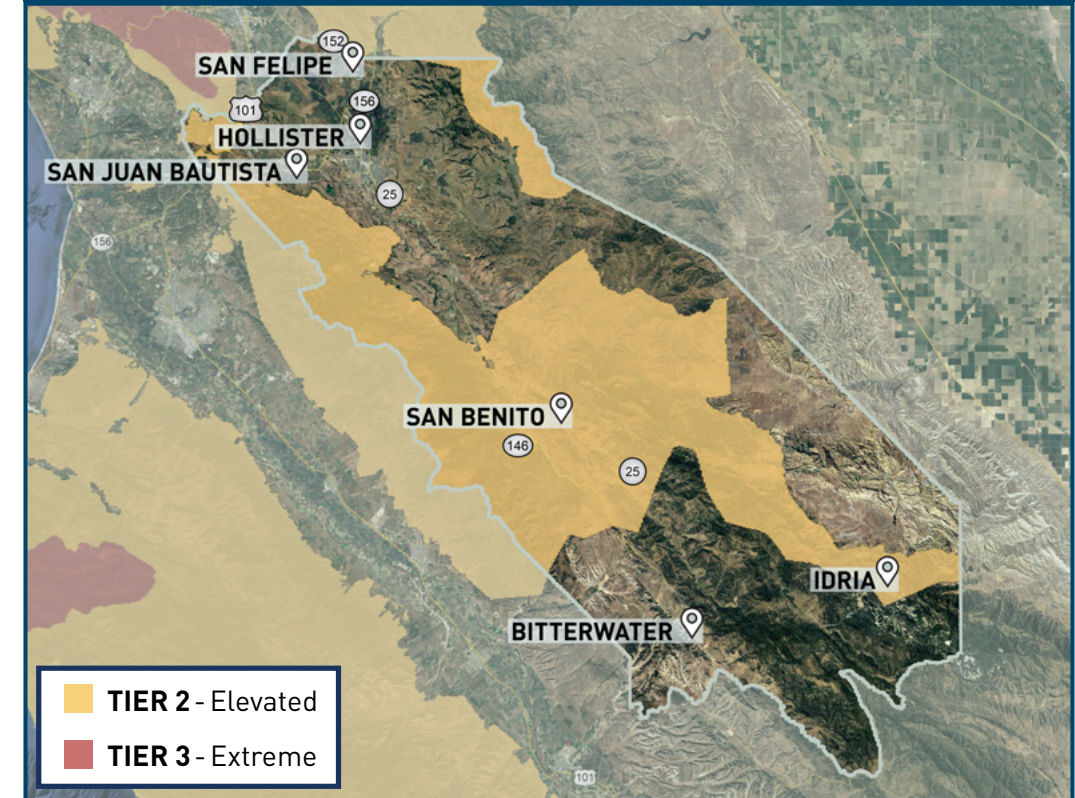 152
SAN FELIPE
101
156
HOLLISTER
SAN JUAN BAUTISTA
25
156
SAN BENITO
146
25
IDRIA
BITTERWATER
TIER 2 - Elevated
TIER 3 - Extreme
101